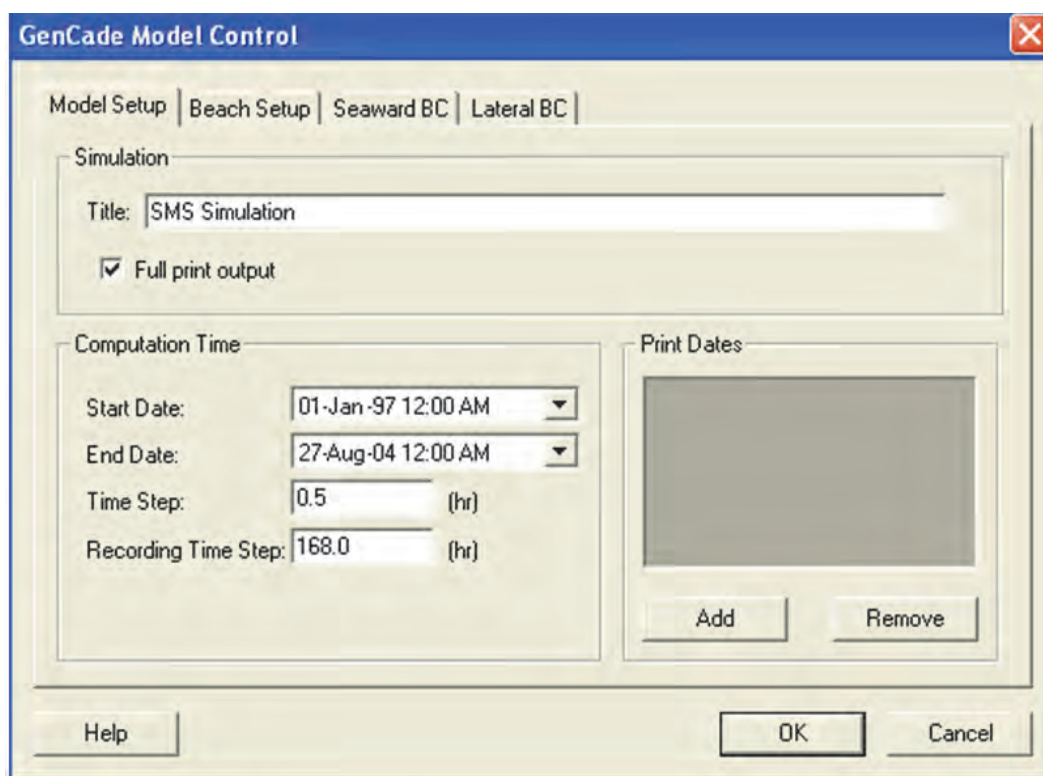 GenCade Model Control
Model Setup Beach Setup Seaward BC Lateral BC
Simulation
Title: SMS Simulation
Full print output
Computation Time
Start Date: 01-Jan -97 12:00 AM
End Date: 27-Aug-04 12:00 AM
Time Step: 0.5 (hr)
Recording Time Step: 168.0 (hr)
Print Dates
Add Remove
Help OK Cancel